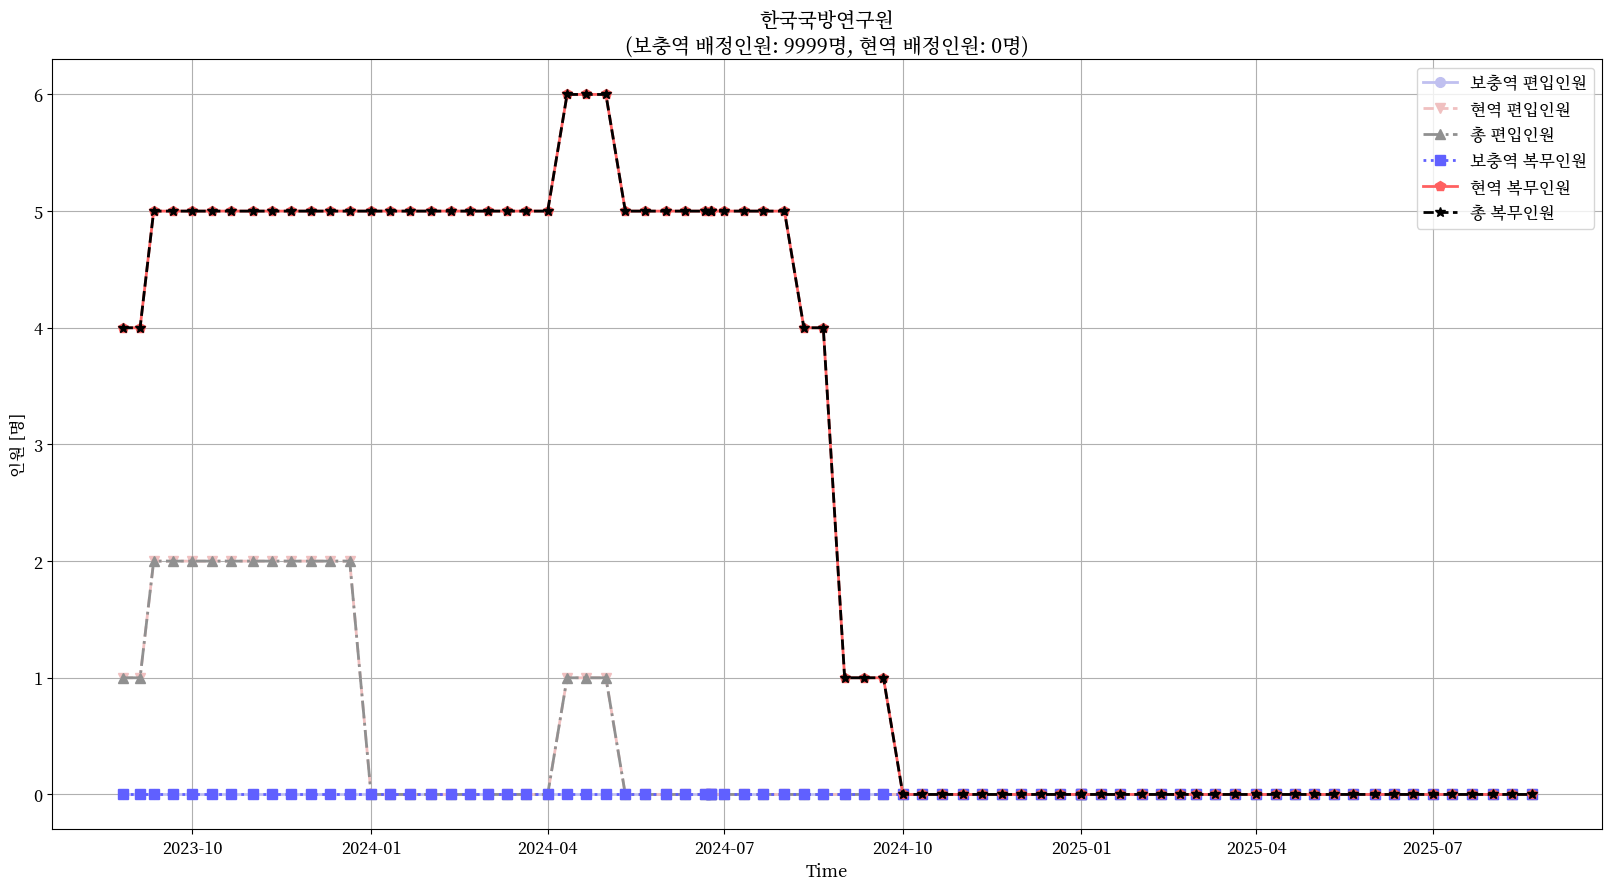 한국국방연구원
(보충역 배정인원: 9999명, 현역 배정인원: 0명)
보충역 편입인원
현역 편입인원
총 편입인원
보충역 복무인원
현역 복무인원
총 복무인원
인원 [명]
6
5
4
3
2
1
0
2023-10
2024-01
2024-04
2024-07
2024-10
2025-01
2025-04
2025-07
Time